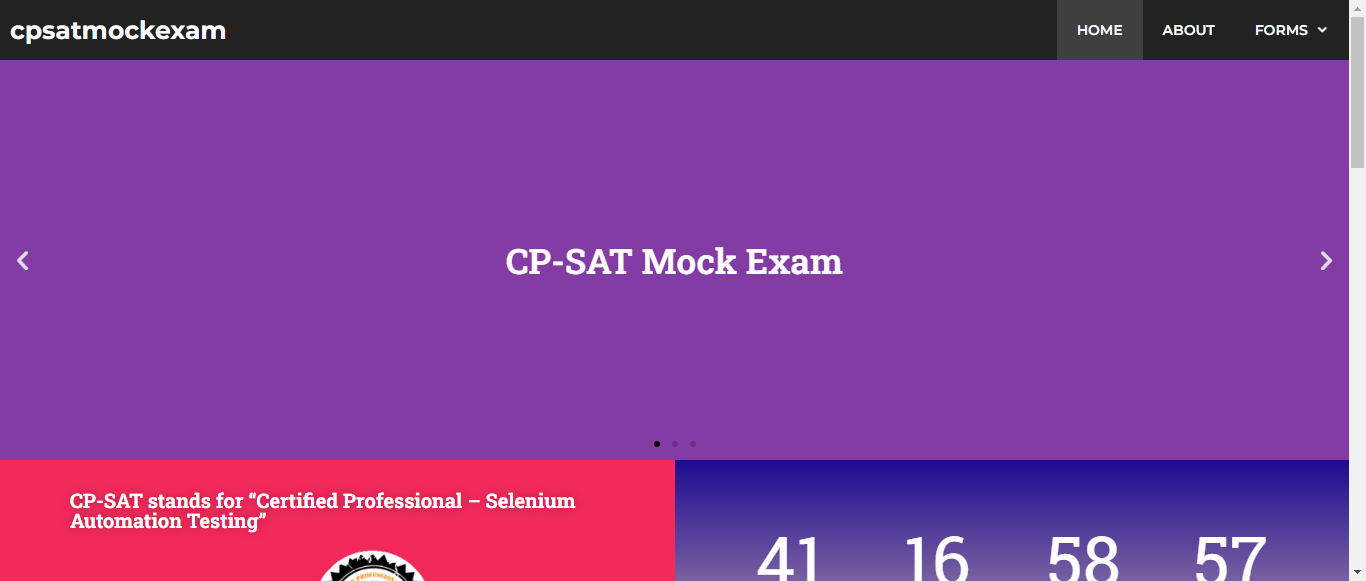 cpsatmockexam
HOME
ABOUT
FORMS
CP-SAT Mock Exam
CP-SAT stands for “Certified Professional – Selenium
Automation Testing”
41 16 58 57
PROFESSION